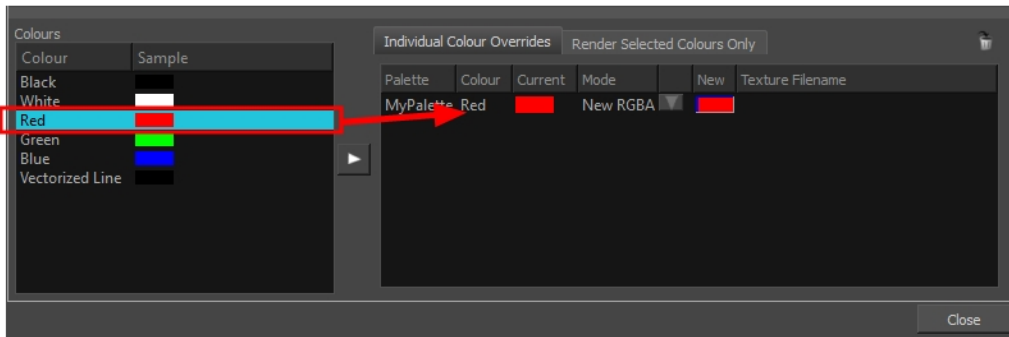 Colours
Colour Sample
Black
White
Red
Green
Blue
Vectorized Line
Individual Colour Overrides Render Selected Colours Only
Palette Colour Current Mode New Texture Filename
MyPalette Red New RGBA
Close